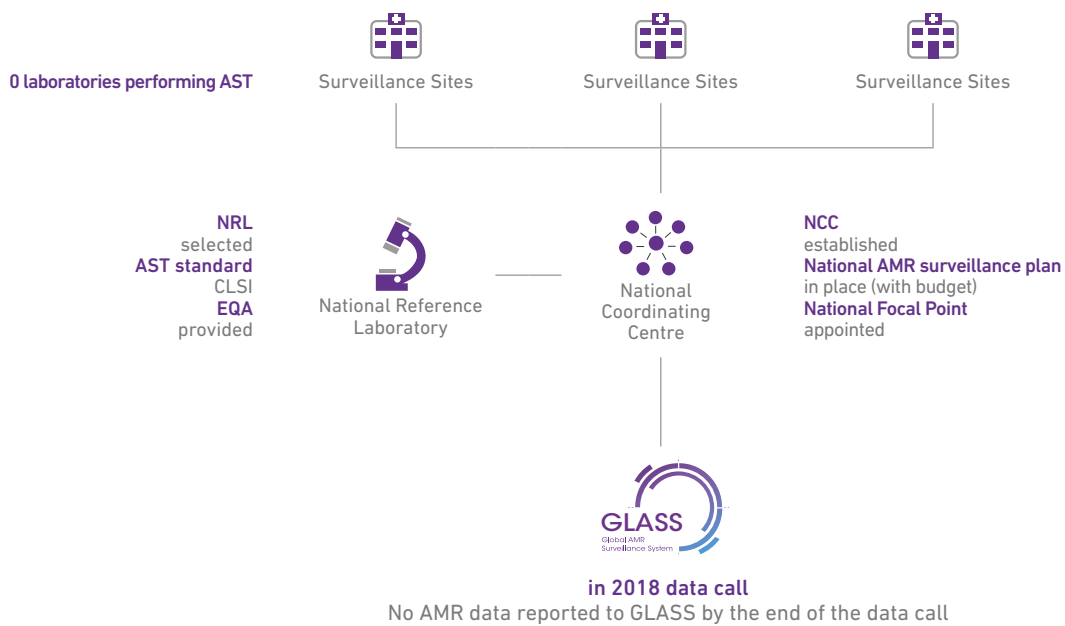 0 laboratories performing AST
Surveillance Sites
Surveillance Sites
Surveillance Sites
NRL
selected
AST standard
CLSI
EQA
provided
National Reference
Laboratory
National
Coordinating
Centre
NCC
established
National AMR surveillance plan
in place (with budget)
National Focal Point
appointed
GLASS
Global AMR
Surveillance System
in 2018 data call
No AMR data reported to GLASS by the end of the data call